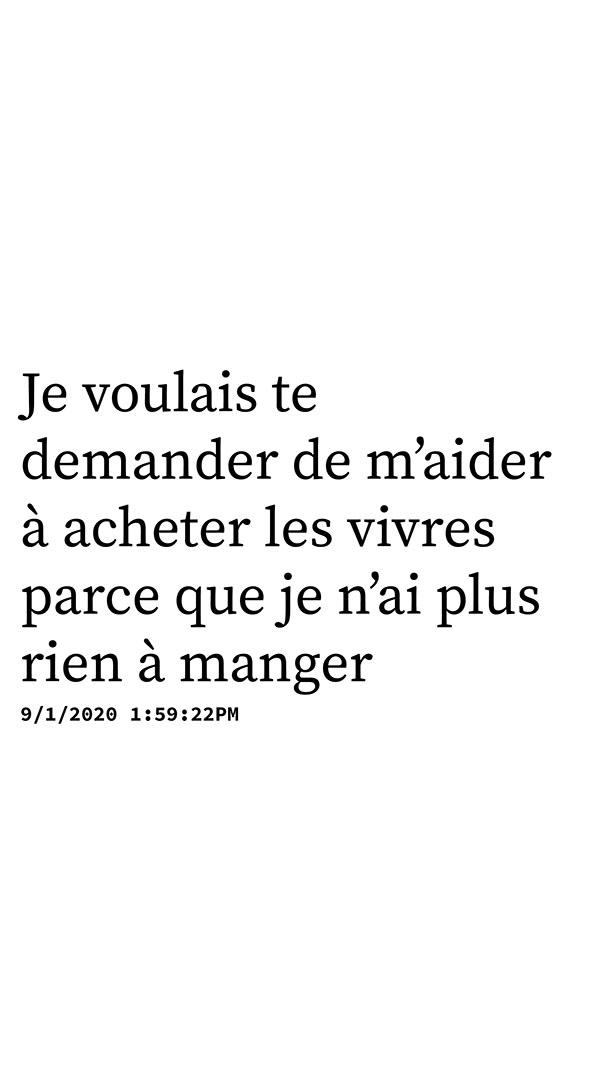 Je voulais te
demander de m’aider
à acheter les vivres
parce que je n’ai plus
rien à manger
9/1/2020 1:59:22PM